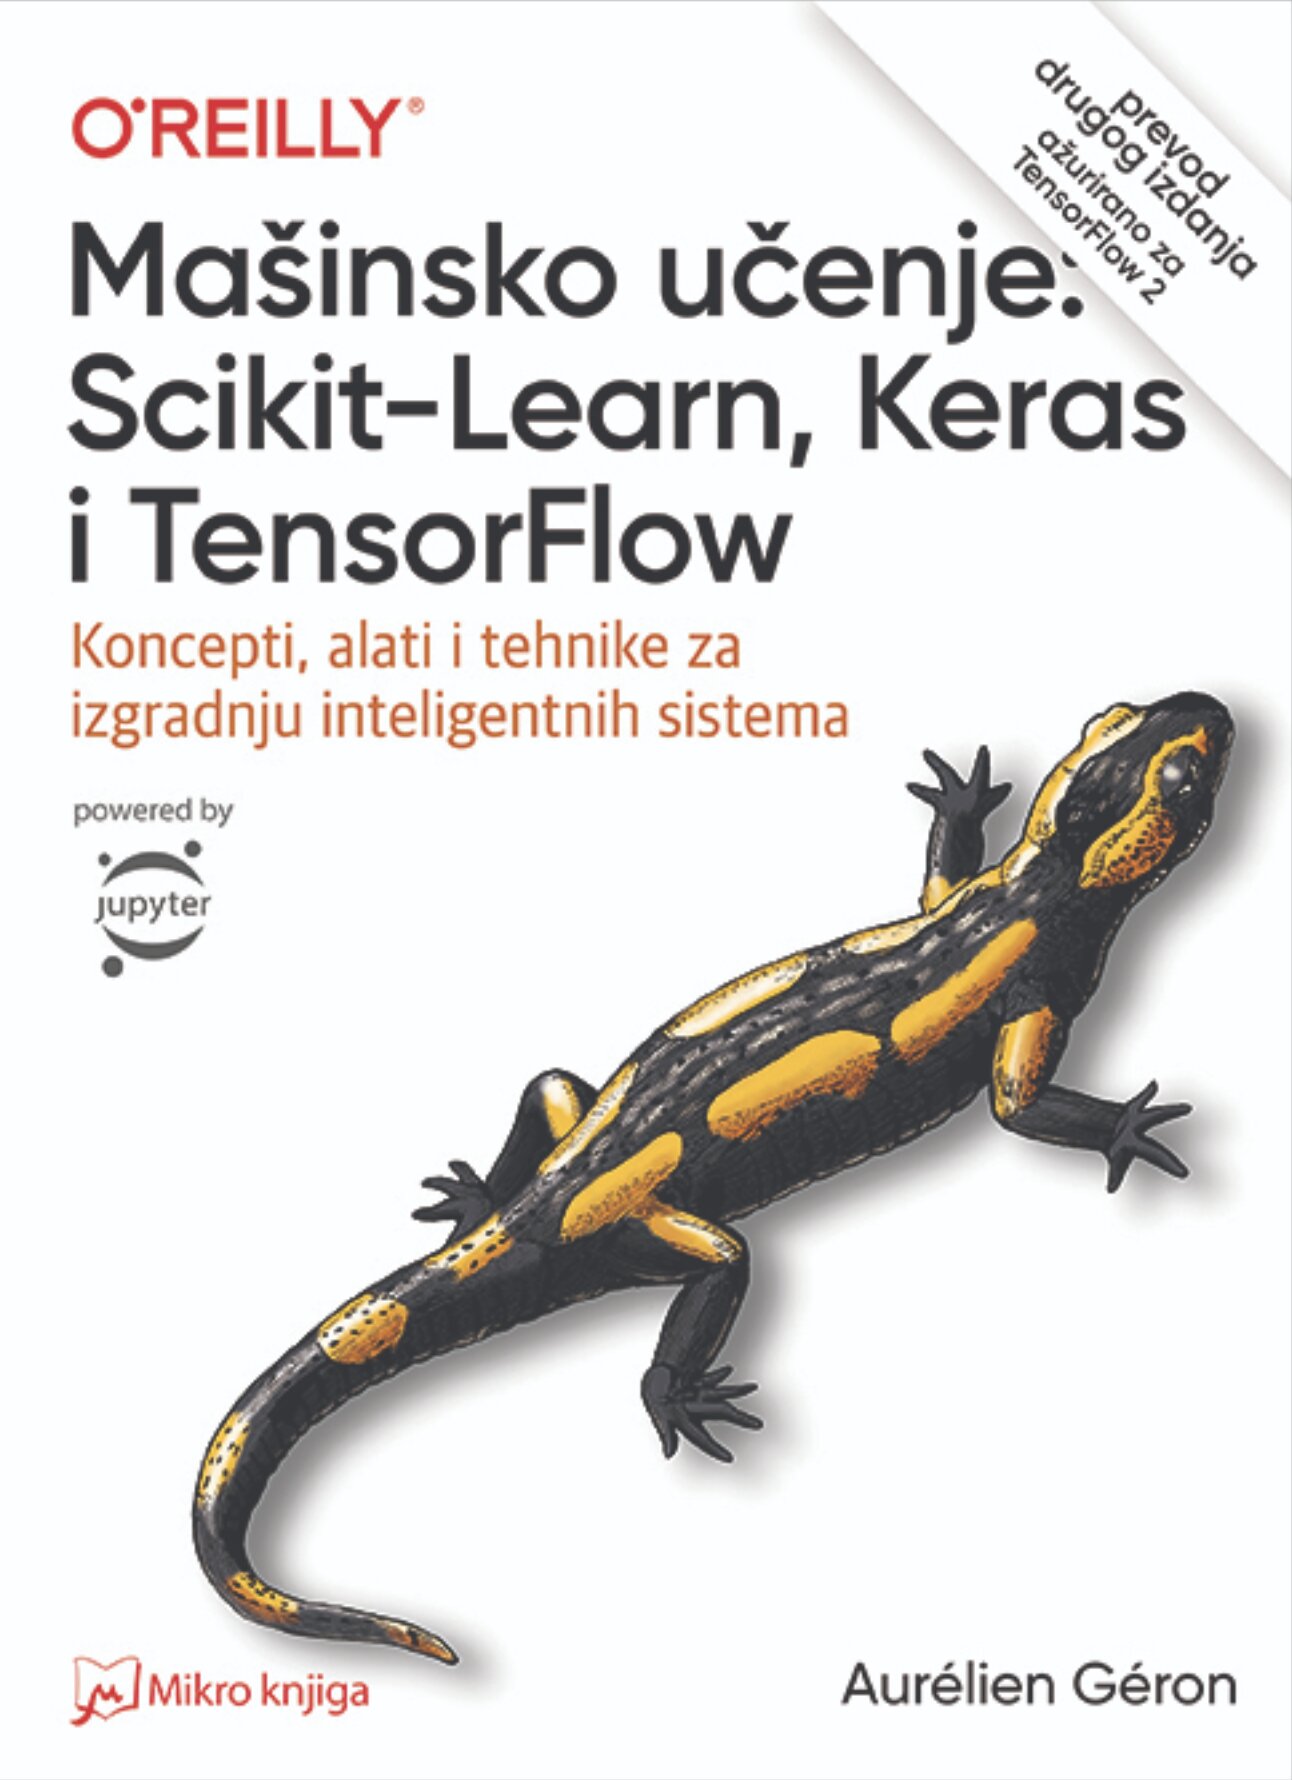 O'REILLY®
prevod
drugog izdanja
ažurirano za
TensorFlow 2
Mašinsko učenje:
Scikit-Learn, Keras
i TensorFlow
Koncepti, alati i tehnike za
izgradnju inteligentnih sistema
powered by
jupyter
Mikro knjiga
Aurélien Géron